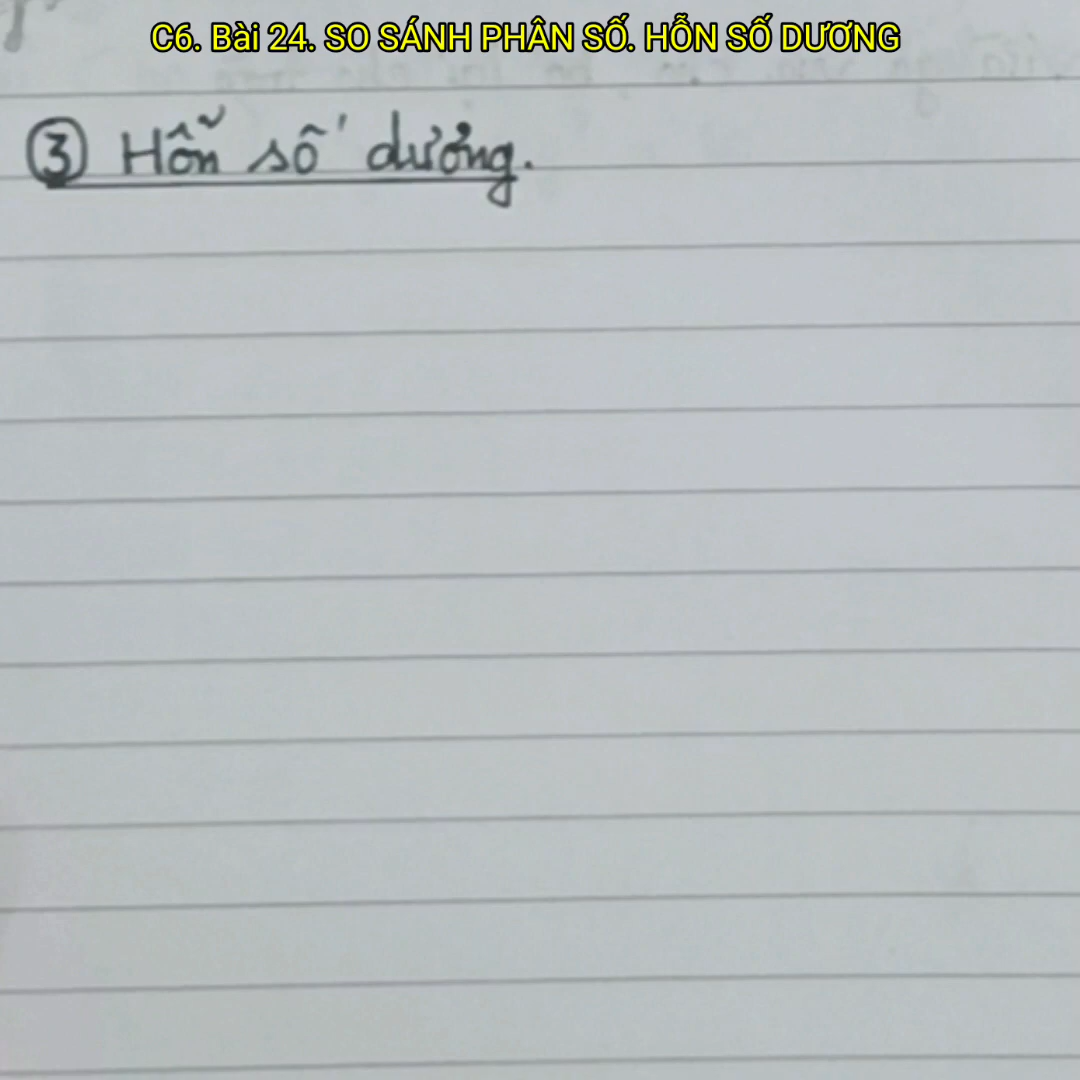 C6. Bài 24. SO SÁNH PHÂN SỐ. HỖN SỐ DƯƠNG
③ Hỗn số dương.